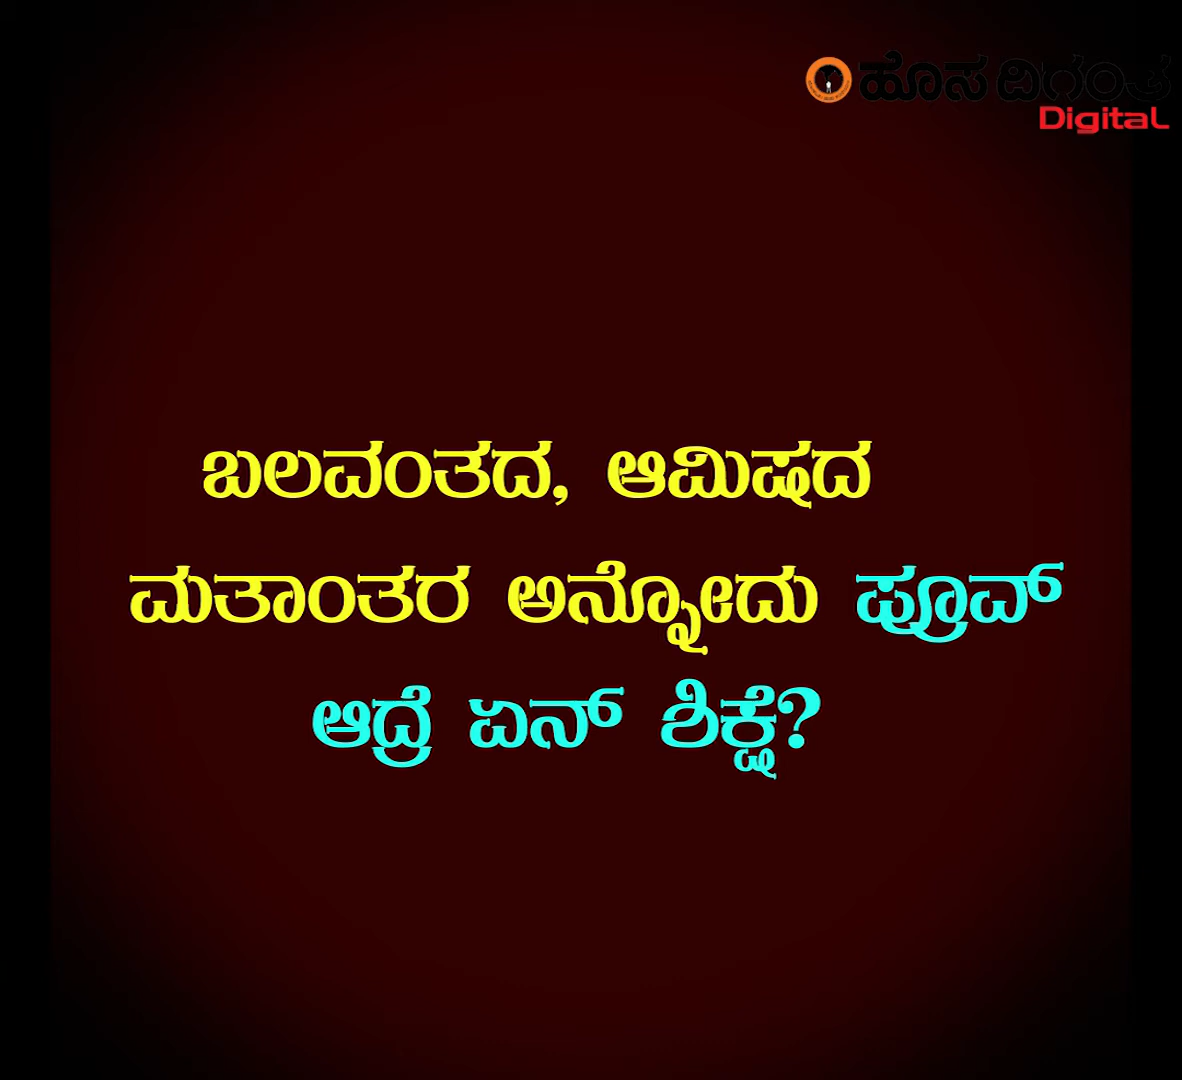 ಹೊಸ ದಿಗಂತ
Digital
ಬಲವಂತದ, ಆಮಿಷದ
ಮತಾಂತರ ಅನ್ನೋದು ಪ್ರೂವ್
ಆದ್ರೆ ಏನ್ ಶಿಕ್ಷೆ?